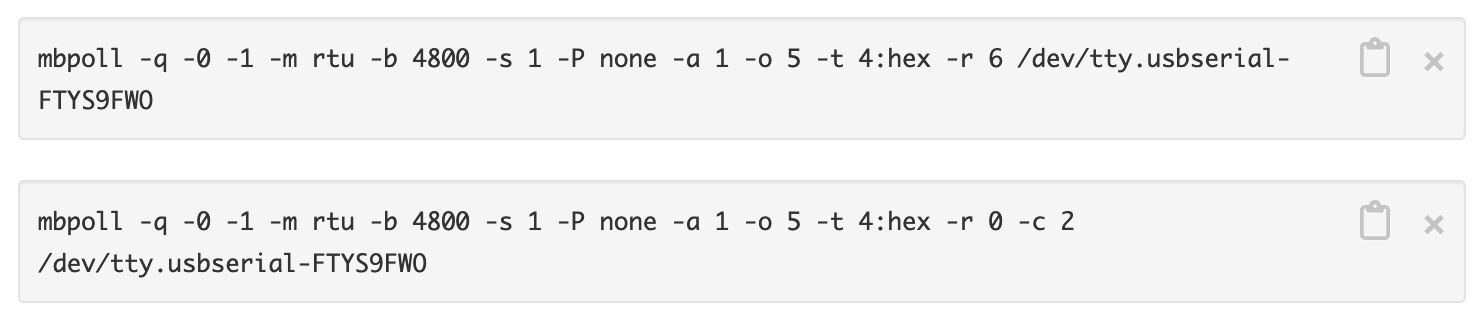 mbpoll -q -0 -1 -m rtu -b 4800 -s 1 -P none -a 1 -o 5 -t 4:hex -r 6 /dev/tty.usbserial-
FTYS9FWO
mbpoll -q -0 -1 -m rtu -b 4800 -s 1 -P none -a 1 -o 5 -t 4:hex -r 0 -c 2
/dev/tty.usbserial-FTYS9FWO